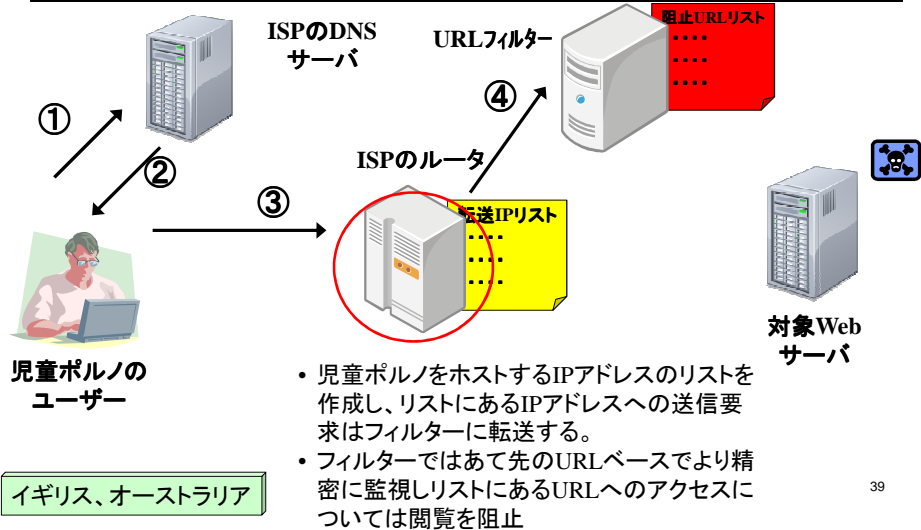 ISPのDNS
サーバ
URLフィルター
阻止URLリスト
・・・・
・・・・
・・・・
①
②
③
④
ISPのルータ
転送IPリスト
・・・・
・・・・
・・・・
対象Web
サーバ
児童ポルノの
ユーザー
• 児童ポルノをホストするIPアドレスのリストを
作成し、リストにあるIPアドレスへの送信要
求はフィルターに転送する。
• フィルターではあて先のURLベースでより精
密に監視しリストにあるURLへのアクセスに
ついては閲覧を阻止
イギリス、オーストラリア
39